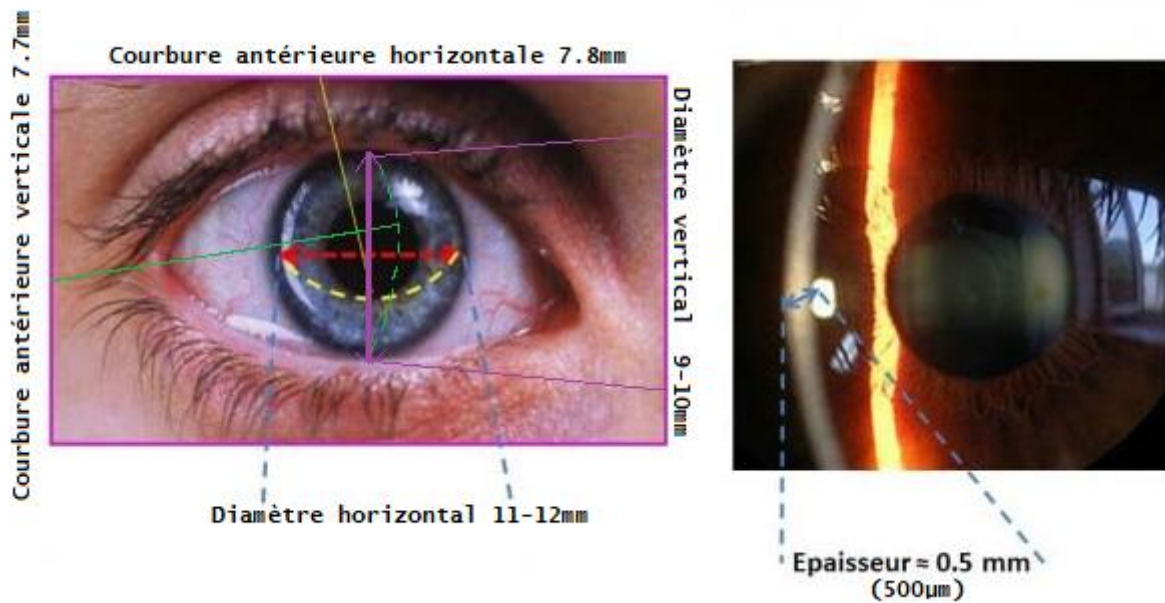 Courbure antérieure horizontale 7.8mm
Courbure antérieure verticale 7.7mm
Diamètre vertical 9-10mm
Diamètre horizontal 11-12mm
Epaisseur ≈ 0.5 mm
(500µm)